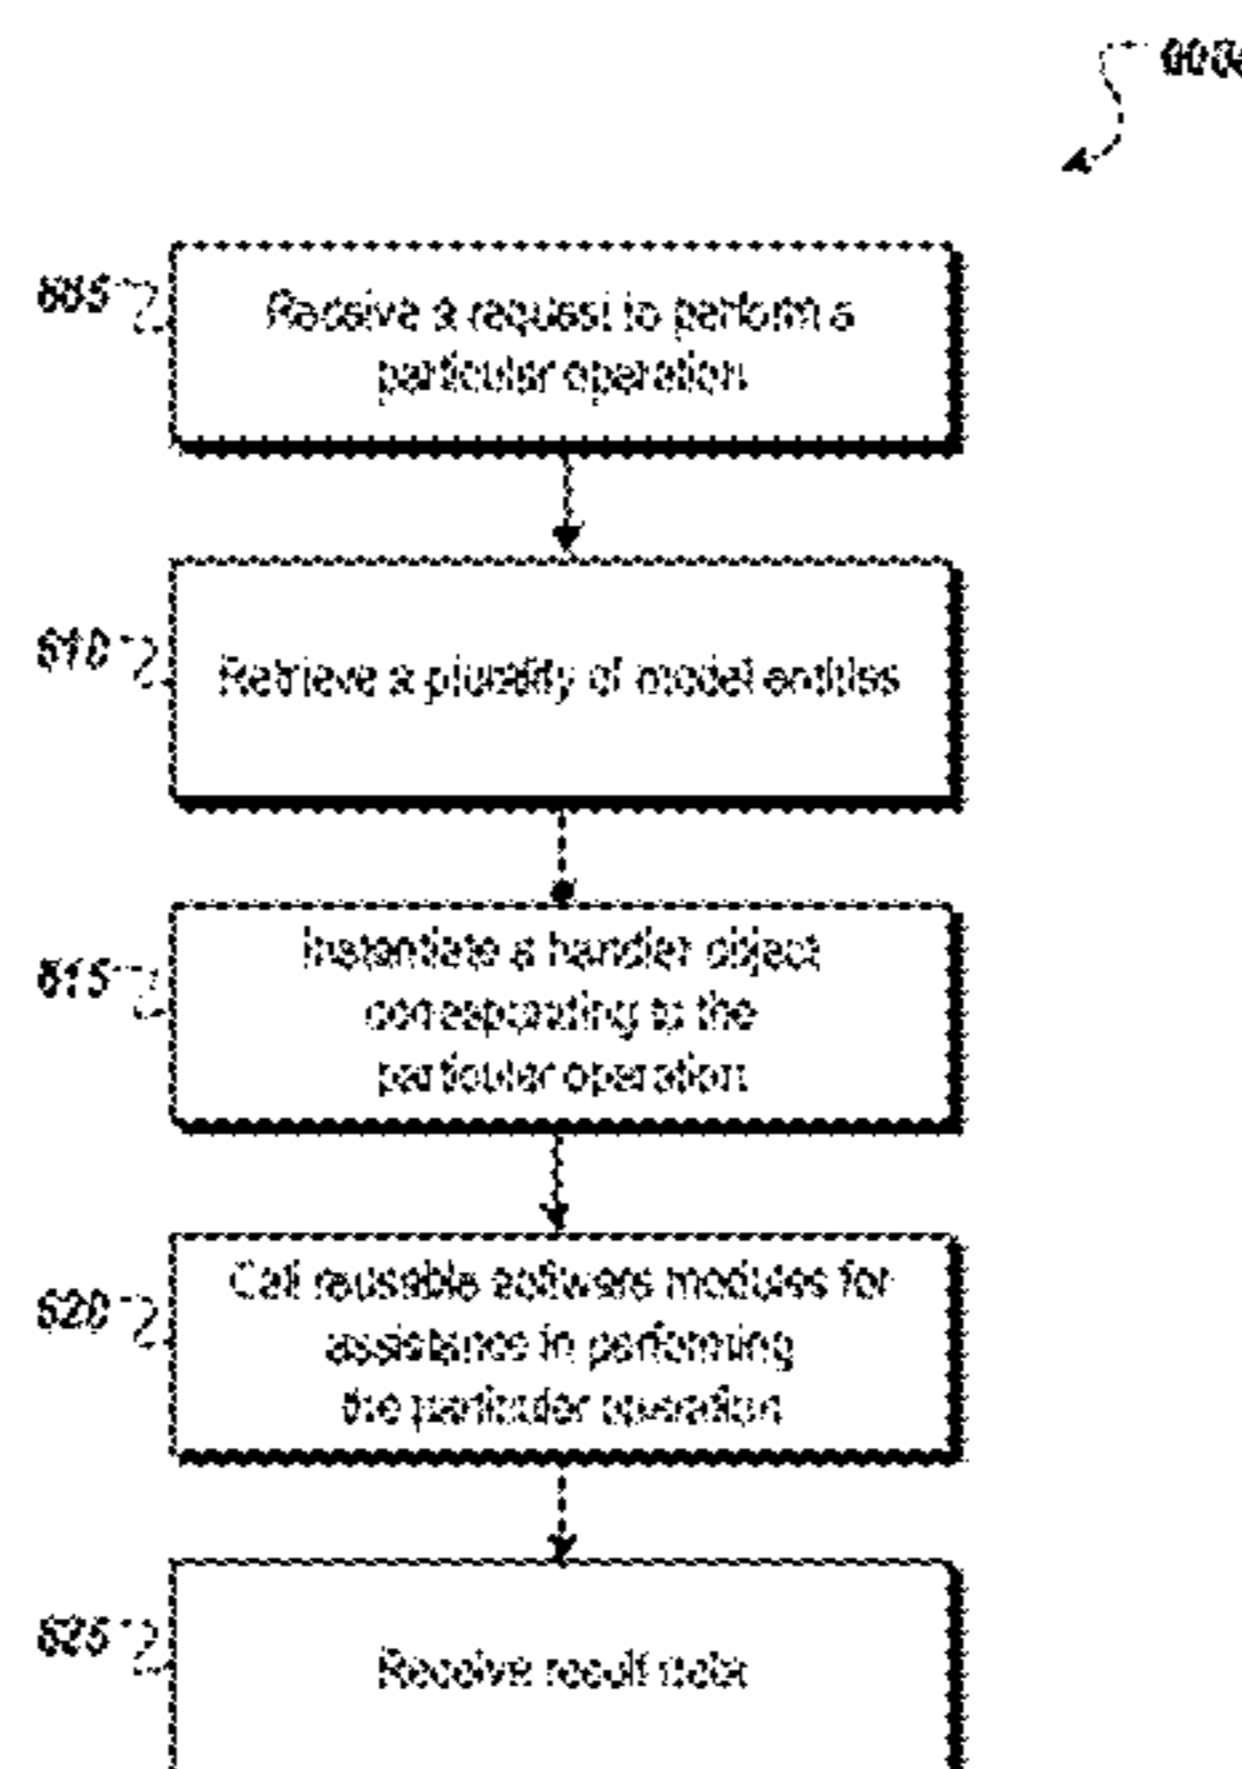 605
Receive a request to perform a
particular operation
610
Retrieve a plurality of model entities
615
Instantiate a handler object
corresponding to the
particular operation
620
Call reusable software modules for
assistance in performing
the particular operation
625
Receive result data